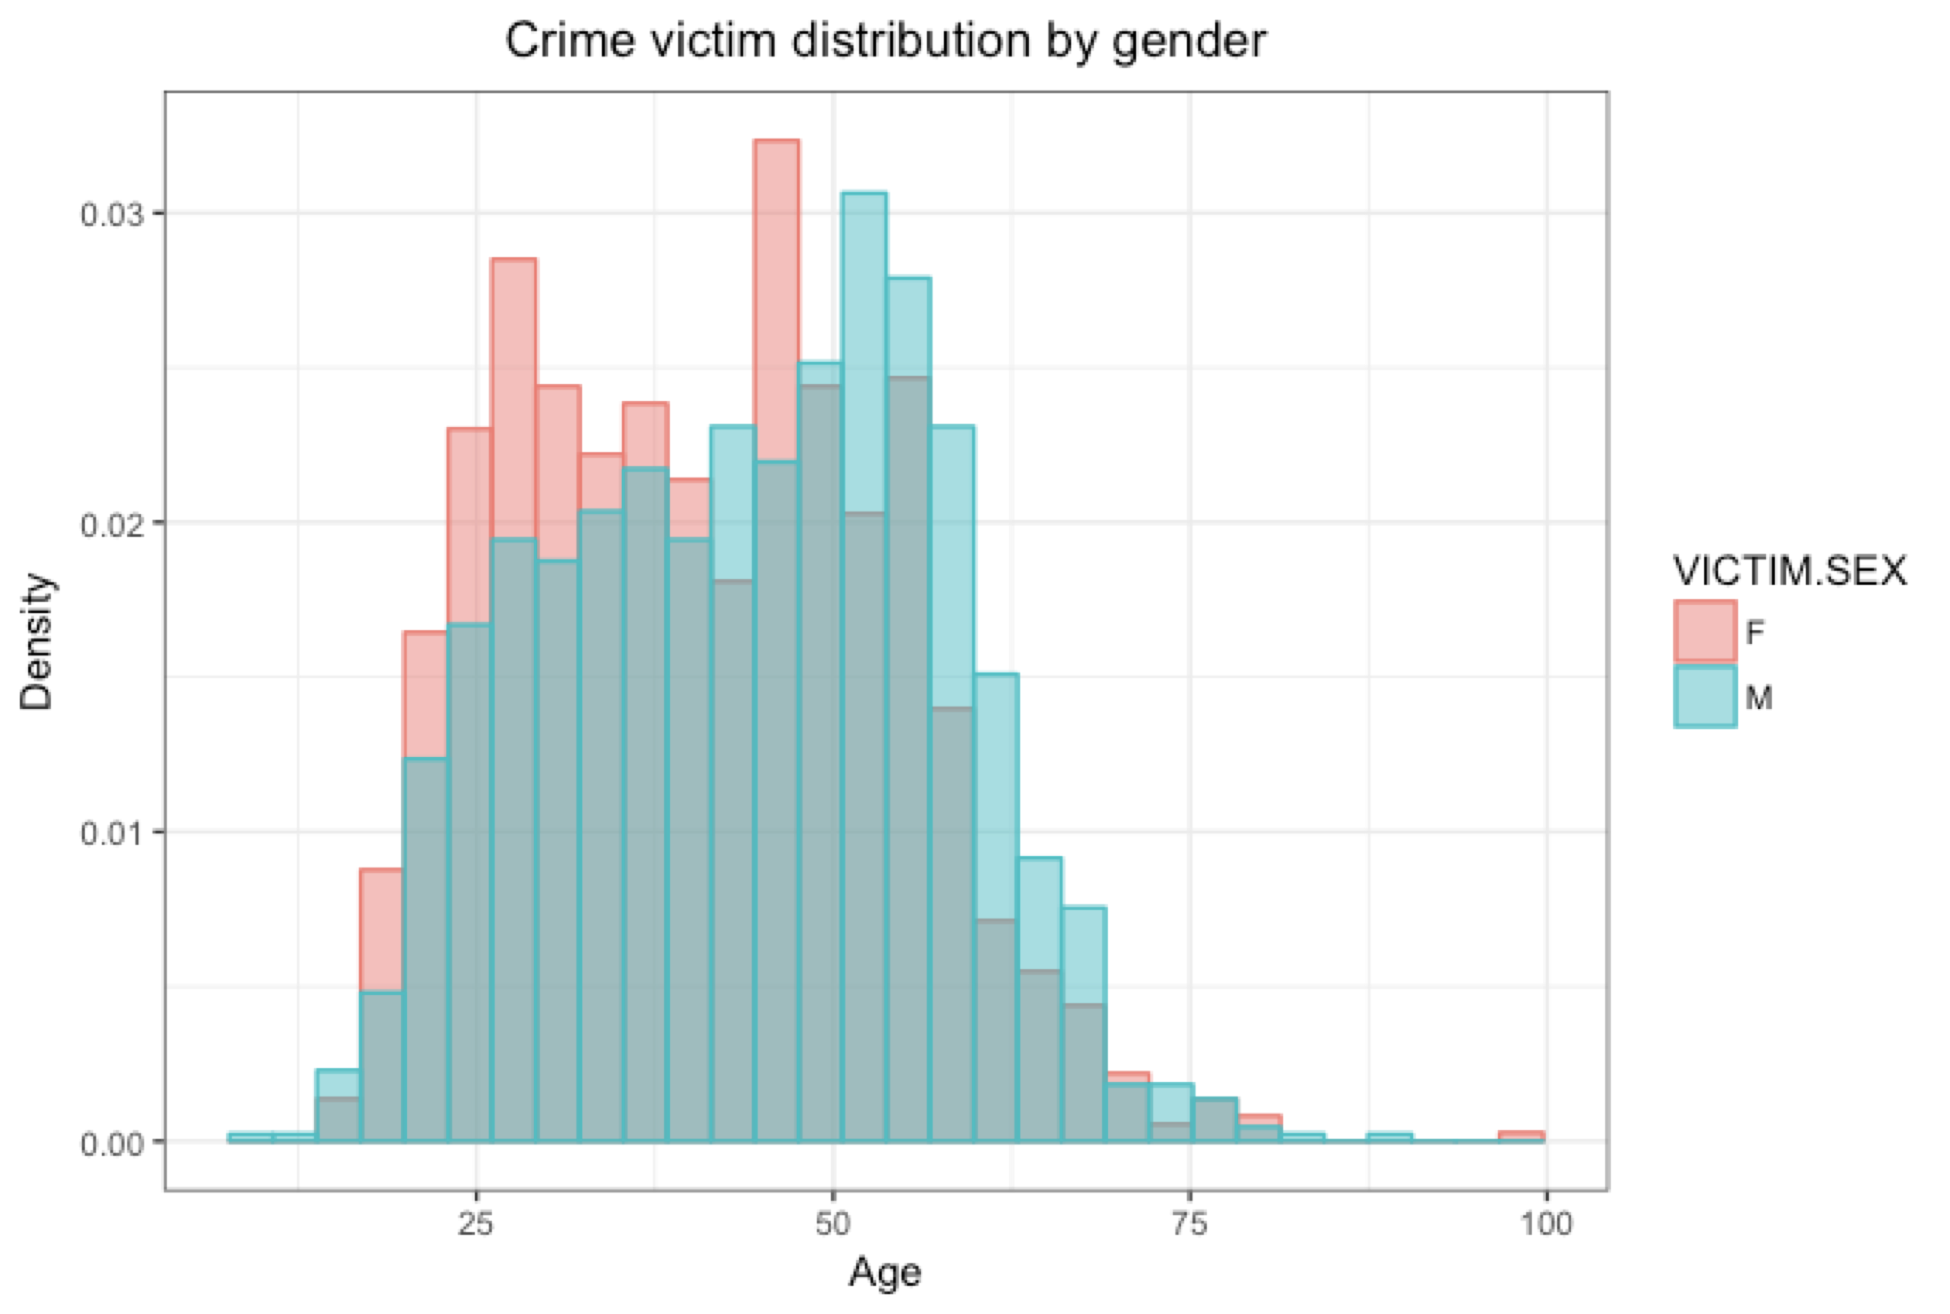 Crime victim distribution by gender
0.03
0.02
0.01
0.00
Density
25 50 75 100
Age
VICTIM.SEX
F
M